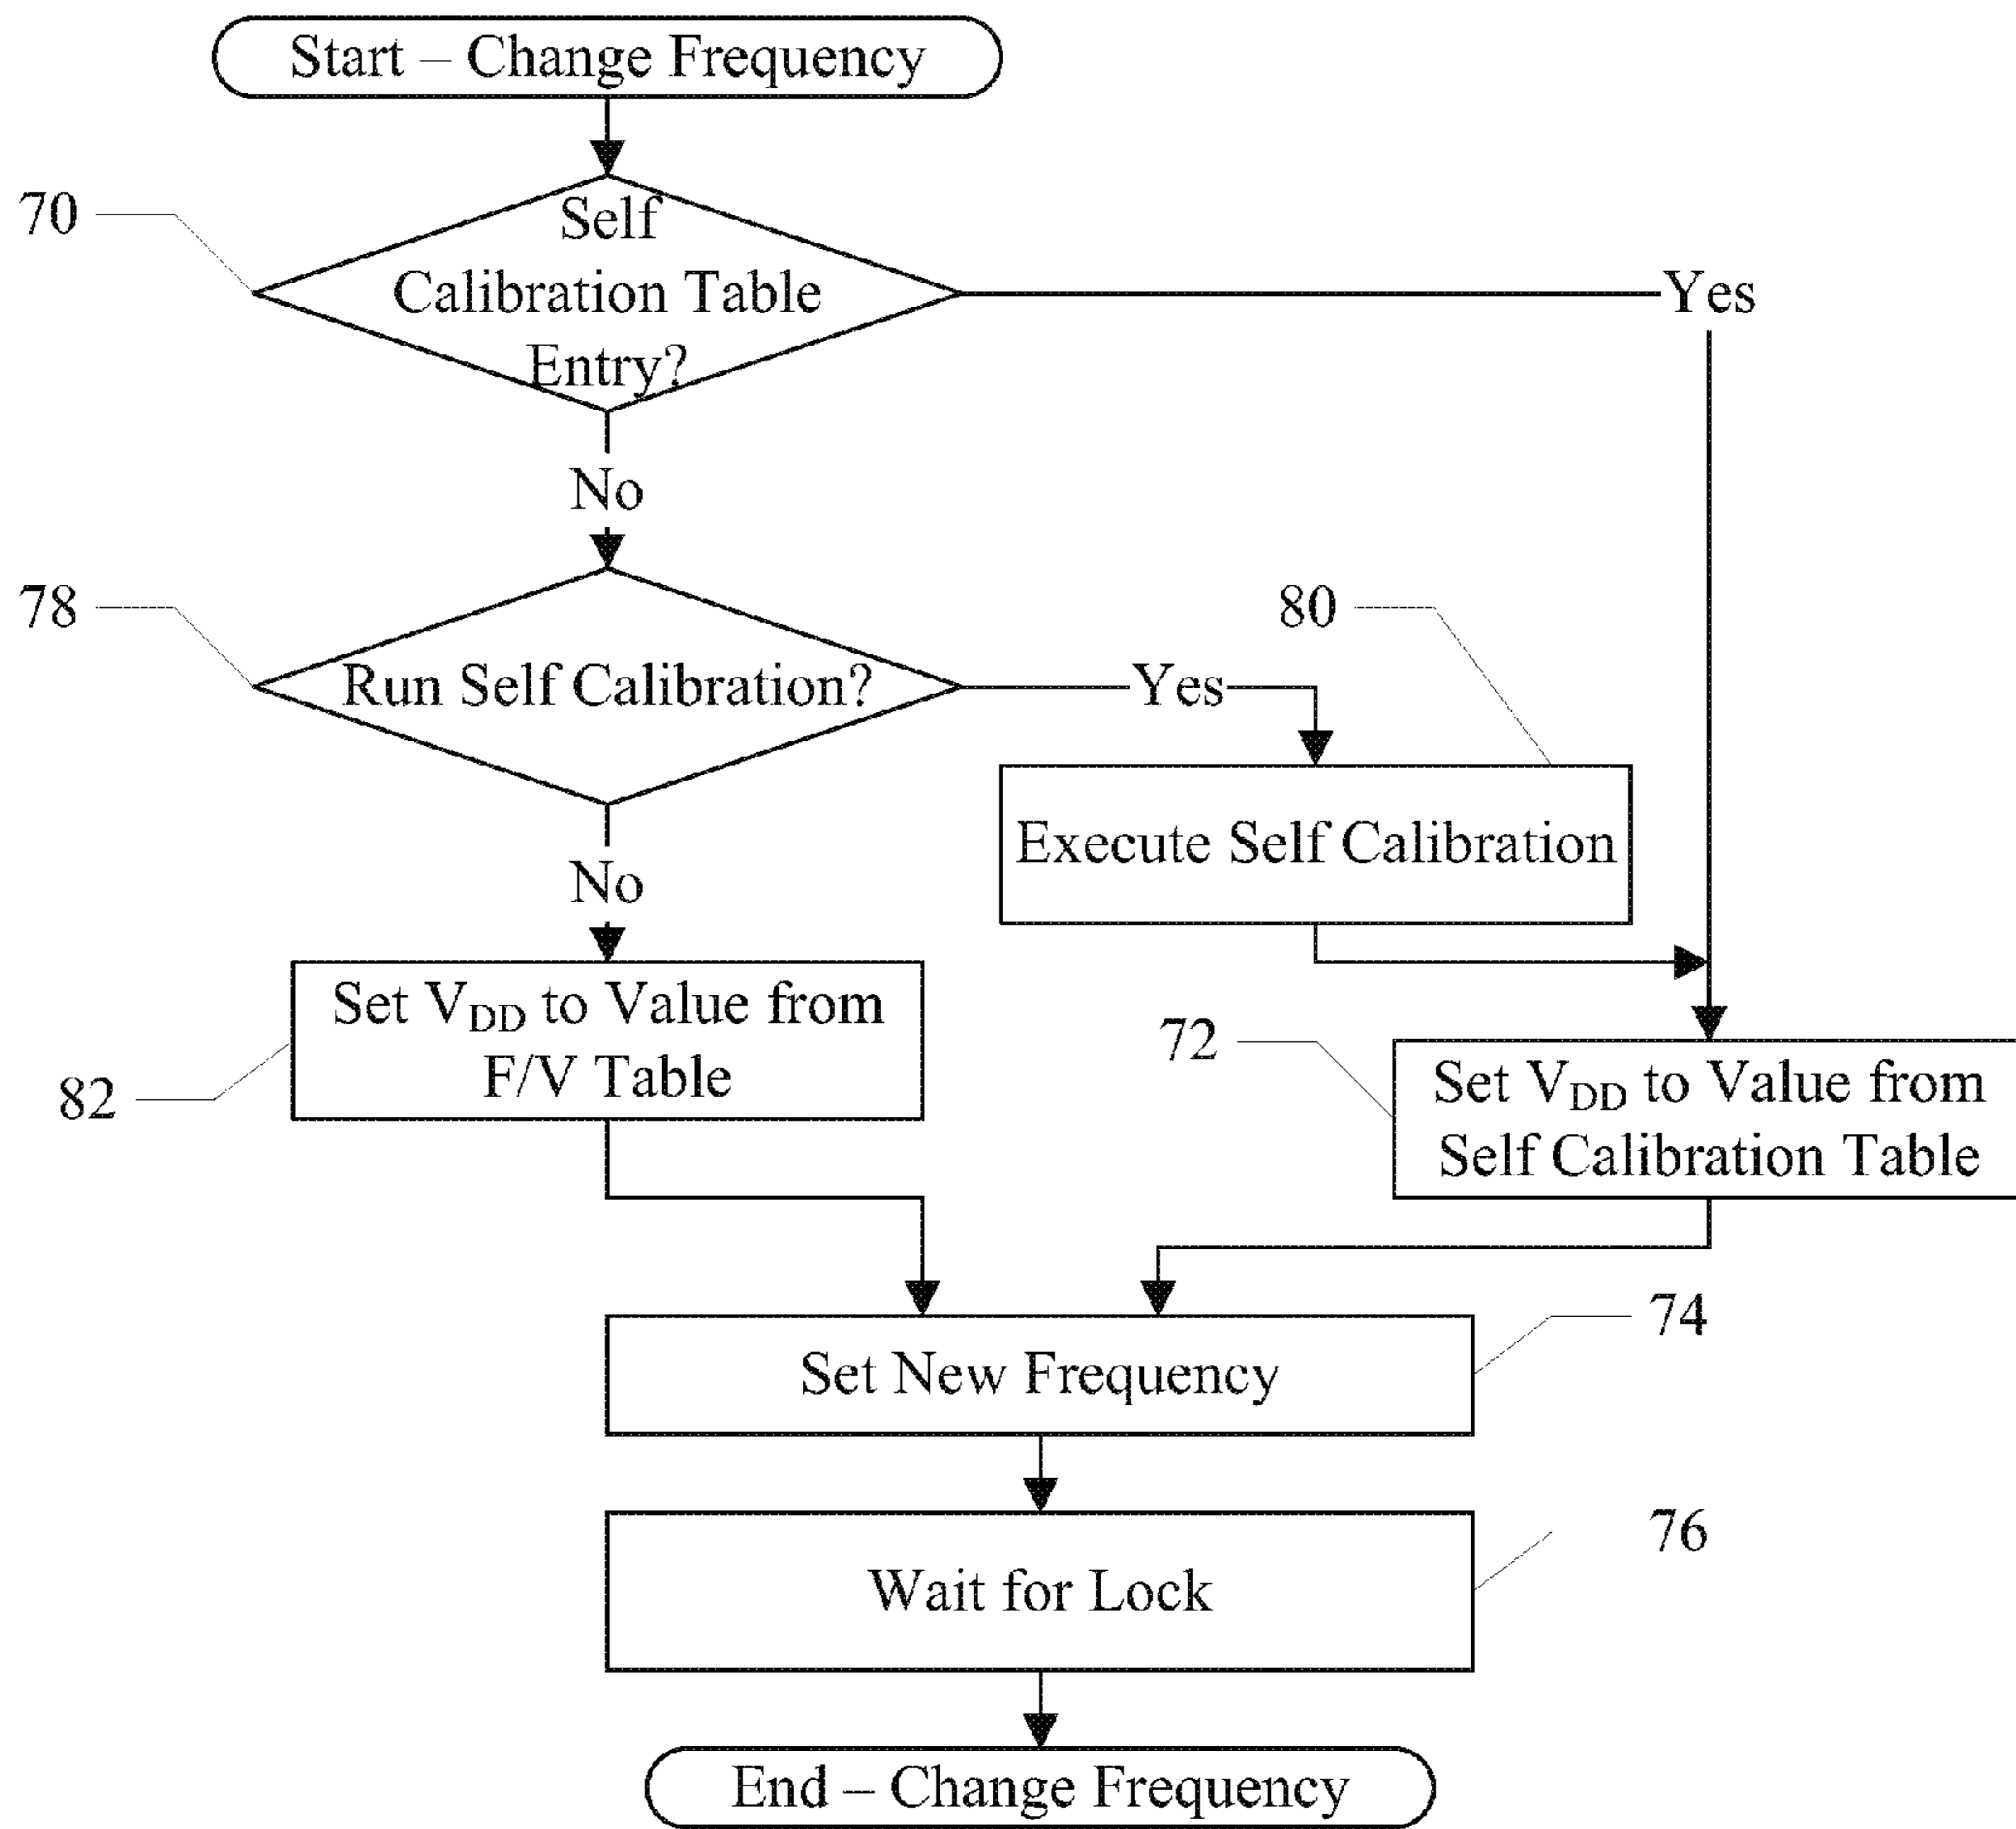 Start – Change Frequency
70
Self
Calibration Table
Entry?
Yes
No
78
Run Self Calibration?
Yes
80
Execute Self Calibration
No
82
Set VDD to Value from
F/V Table
72
Set VDD to Value from
Self Calibration Table
74
Set New Frequency
76
Wait for Lock
End – Change Frequency